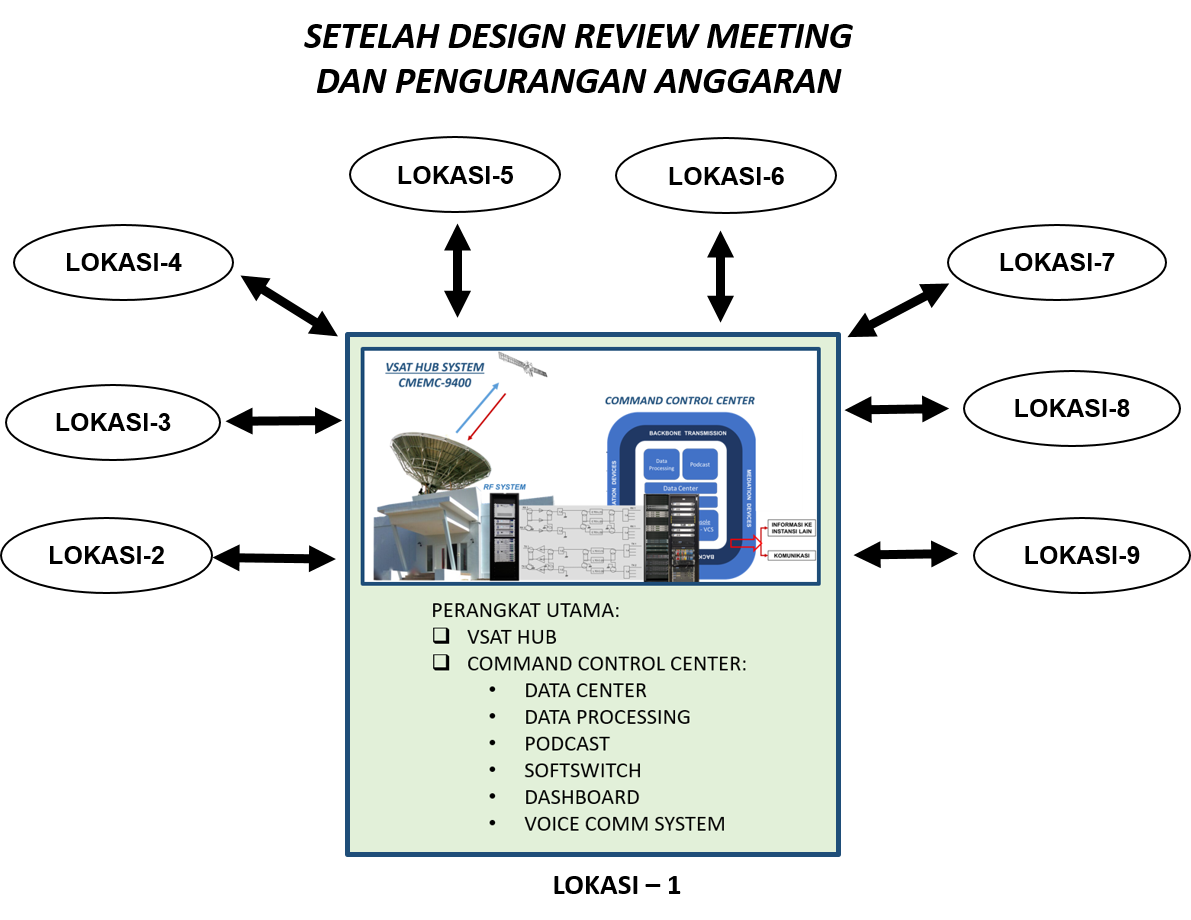 SETELAH DESIGN REVIEW MEETING
DAN PENGURANGAN ANGGARAN
LOKASI-5
LOKASI-6
LOKASI-4
LOKASI-7
LOKASI-3
LOKASI-8
LOKASI-2
LOKASI-9
VSAT HUB SYSTEM
CMEMC-9400
RF SYSTEM
COMMAND CONTROL CENTER
BACKBONE TRANSMISSION
MEDIATION DEVICES
Data
Processing
Podcast
Data Center
VCS
INFORMASI KE
INSTANSI LAIN
KOMUNIKASI
PERANGKAT UTAMA:
❑ VSAT HUB
❑ COMMAND CONTROL CENTER:
• DATA CENTER
• DATA PROCESSING
• PODCAST
• SOFTSWITCH
• DASHBOARD
• VOICE COMM SYSTEM
LOKASI – 1